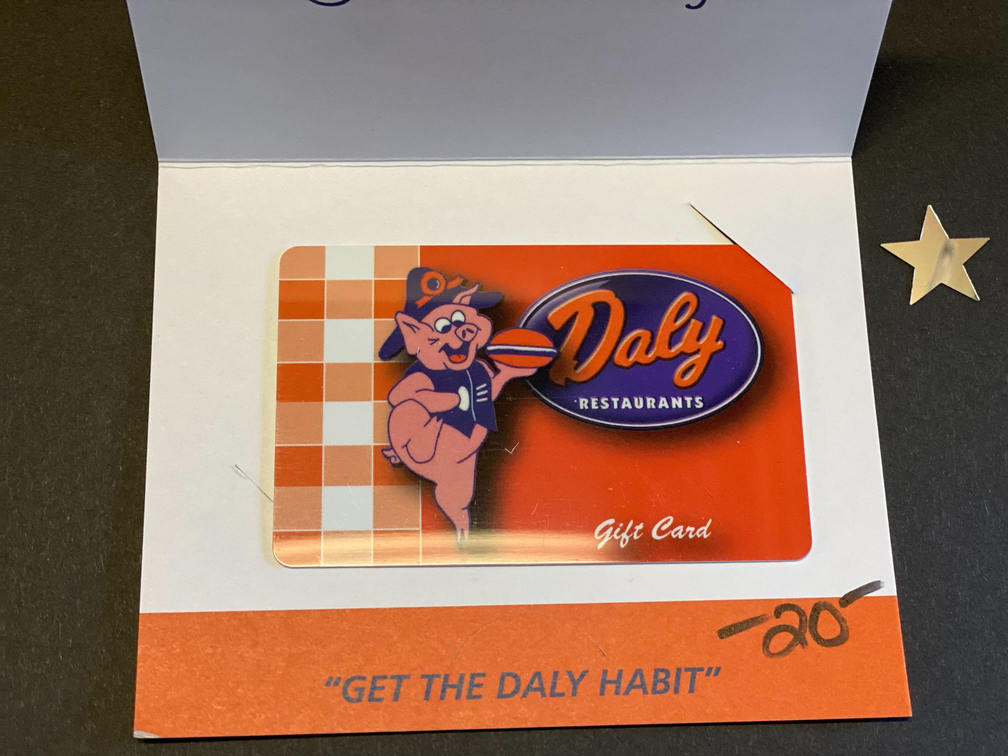 Daly
RESTAURANTS
Gift Card
-20-
"GET THE DALY HABIT"